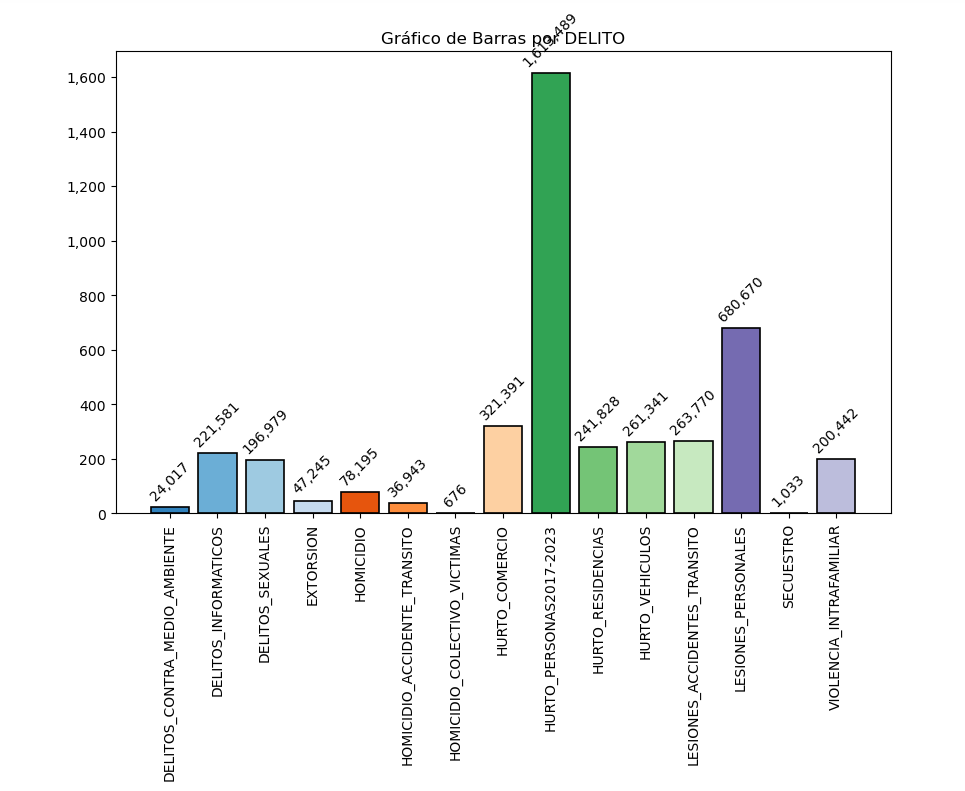 Gráfico de Barras por DELITO
1,600
1,400
1,200
1,000
800
600
400
200
0
24,017
221,581
196,979
47,245
78,195
36,943
676
321,391
241,828
261,341
263,770
680,670
1,033
200,442
DELITOS_CONTRA_MEDIO_AMBIENTE
DELITOS_INFORMATICOS
DELITOS_SEXUALES
EXTORSION
HOMICIDIO
HOMICIDIO_ACCIDENTE_TRANSITO
HOMICIDIO_COLECTIVO_VICTIMAS
HURTO_COMERCIO
HURTO_PERSONAS2017-2023
HURTO_RESIDENCIAS
HURTO_VEHICULOS
LESIONES_ACCIDENTES_TRANSITO
LESIONES_PERSONALES
SECUESTRO
VIOLENCIA_INTRAFAMILIAR